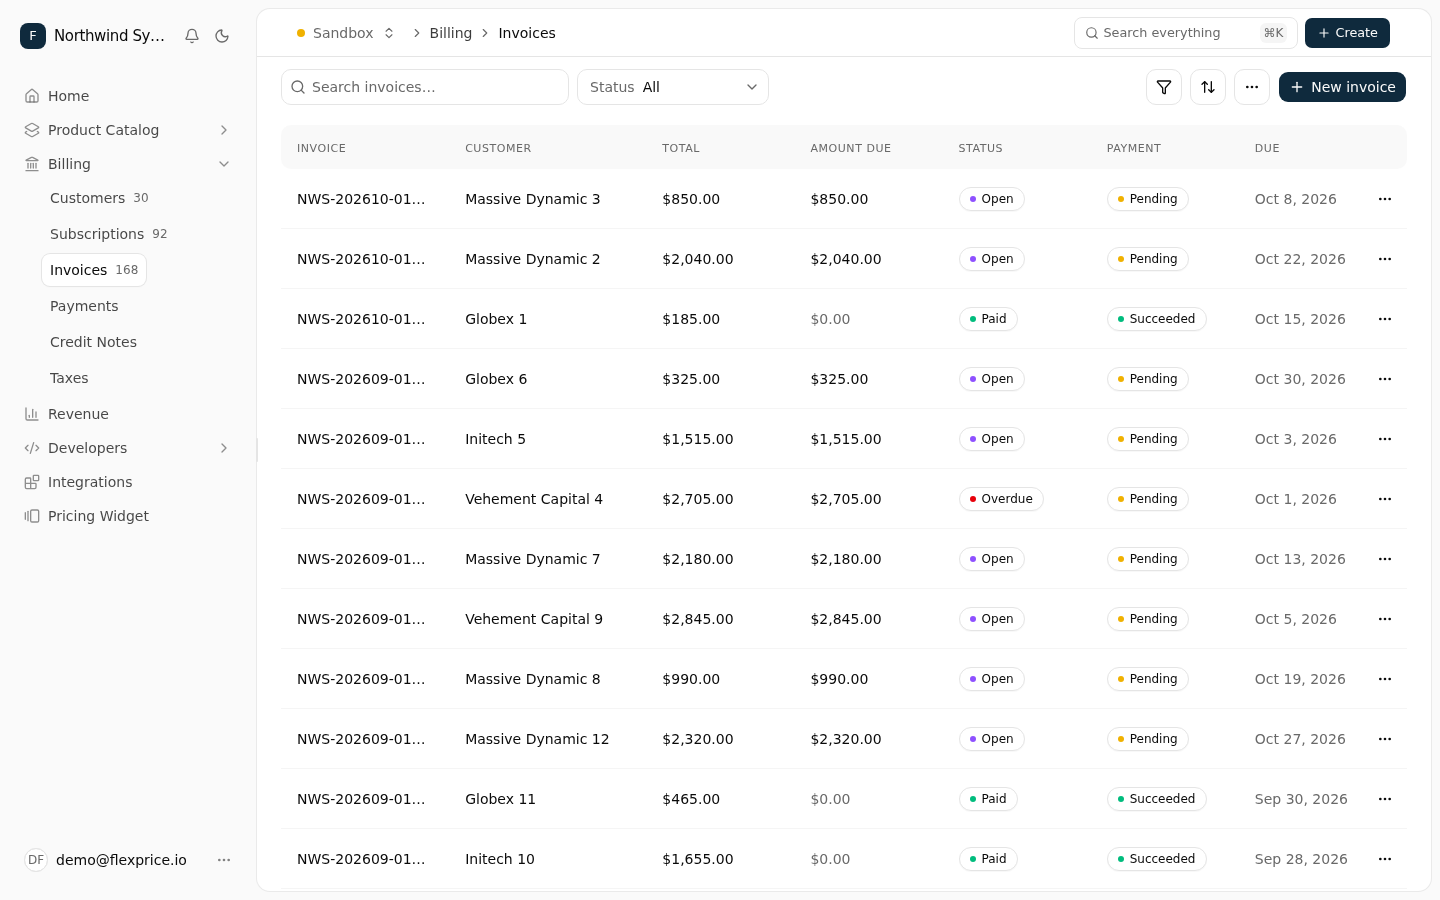 F Northwind Sy...
Sandbox Billing Invoices
Search everything ⌘K
Create
Home
Product Catalog
Billing
Customers 30
Subscriptions 92
Invoices 168
Payments
Credit Notes
Taxes
Revenue
Developers
Integrations
Pricing Widget
DF demo@flexprice.io
Search invoices...
Status All
New invoice
INVOICE CUSTOMER TOTAL AMOUNT DUE STATUS PAYMENT DUE
NWS-202610-01... Massive Dynamic 3 $850.00 $850.00 Open Pending Oct 8, 2026
NWS-202610-01... Massive Dynamic 2 $2,040.00 $2,040.00 Open Pending Oct 22, 2026
NWS-202610-01... Globex 1 $185.00 $0.00 Paid Succeeded Oct 15, 2026
NWS-202609-01... Globex 6 $325.00 $325.00 Open Pending Oct 30, 2026
NWS-202609-01... Initech 5 $1,515.00 $1,515.00 Open Pending Oct 3, 2026
NWS-202609-01... Vehement Capital 4 $2,705.00 $2,705.00 Overdue Pending Oct 1, 2026
NWS-202609-01... Massive Dynamic 7 $2,180.00 $2,180.00 Open Pending Oct 13, 2026
NWS-202609-01... Vehement Capital 9 $2,845.00 $2,845.00 Open Pending Oct 5, 2026
NWS-202609-01... Massive Dynamic 8 $990.00 $990.00 Open Pending Oct 19, 2026
NWS-202609-01... Massive Dynamic 12 $2,320.00 $2,320.00 Open Pending Oct 27, 2026
NWS-202609-01... Globex 11 $465.00 $0.00 Paid Succeeded Sep 30, 2026
NWS-202609-01... Initech 10 $1,655.00 $0.00 Paid Succeeded Sep 28, 2026